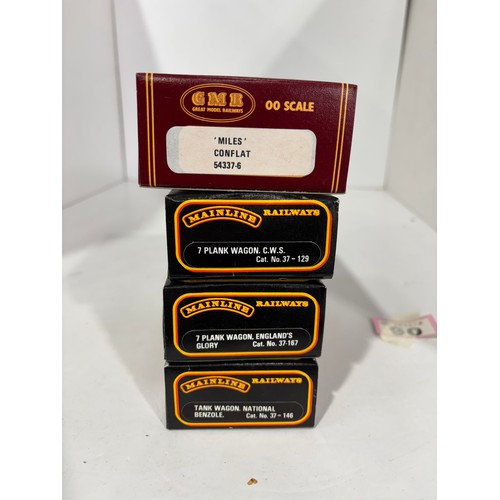 GMR
GREAT MODEL RAILWAYS
OO SCALE
'MILES'
CONFLAT
54337-6
MAINLINE RAILWAYS
7 PLANK WAGON. C.W.S.
Cat. No. 37 - 129
MAINLINE RAILWAYS
7 PLANK WAGON, ENGLAND'S
GLORY Cat. No. 37-167
MAINLINE RAILWAYS
TANK WAGON. NATIONAL
BENZOLE. Cat. No. 37 - 146